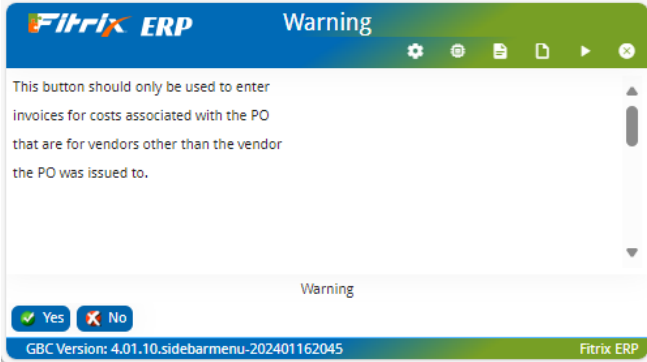 Fitrix ERP
Warning
This button should only be used to enter
invoices for costs associated with the PO
that are for vendors other than the vendor
the PO was issued to.
Warning
Yes
No
GBC Version: 4.01.10.sidebarmenu-202401162045
Fitrix ERP